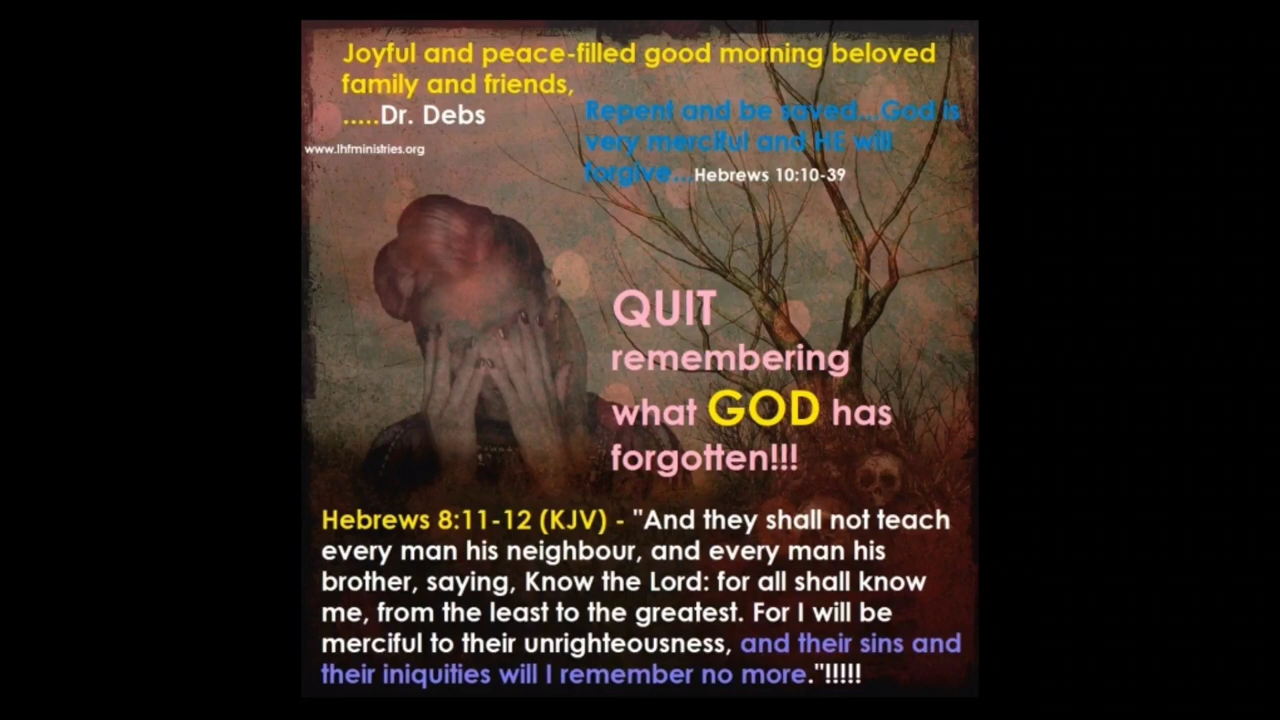 Joyful and peace-filled good morning beloved
family and friends,
.....Dr. Debs
www.lhfministries.org
Repent and be saved...God is
very merciful and HE will
forgive...Hebrews 10:10-39
QUIT
remembering
what GOD has
forgotten!!!
Hebrews 8:11-12 (KJV) - "And they shall not teach
every man his neighbour, and every man his
brother, saying, Know the Lord: for all shall know
me, from the least to the greatest. For I will be
merciful to their unrighteousness, and their sins and
their iniquities will I remember no more."!!!!!